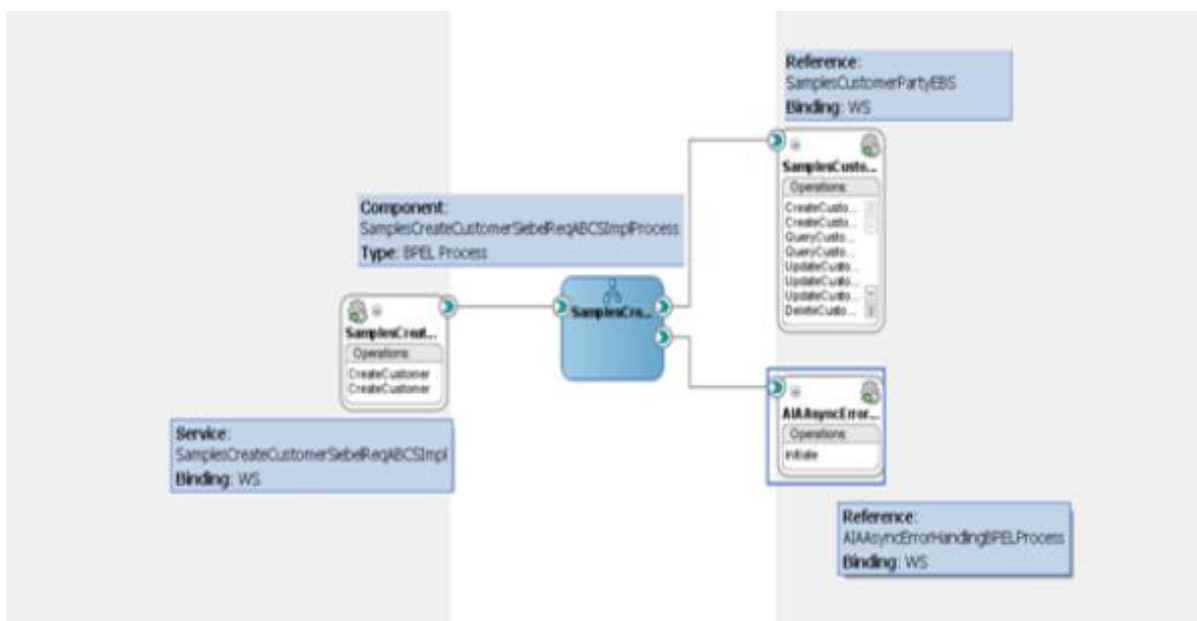 Reference:
SamplesCustomerPartyEBS
Binding: WS
SamplesCusto...
Operations
CreateCusto...
CreateCusto...
QueryCusto...
QueryCusto...
UpdateCusto...
UpdateCusto...
UpdateCusto...
DeleteCusto...
Component:
SamplesCreateCustomerSiebelReqABCSImplProcess
Type: BPEL Process
SamplesCre...
SamplesCreat...
Operations
CreateCustomer
CreateCustomer
Service:
SamplesCreateCustomerSiebelReqABCSImpl
Binding: WS
AIAAsyncError...
Operations
initiate
Reference:
AIAAsyncErrorHandlingBPELProcess
Binding: WS